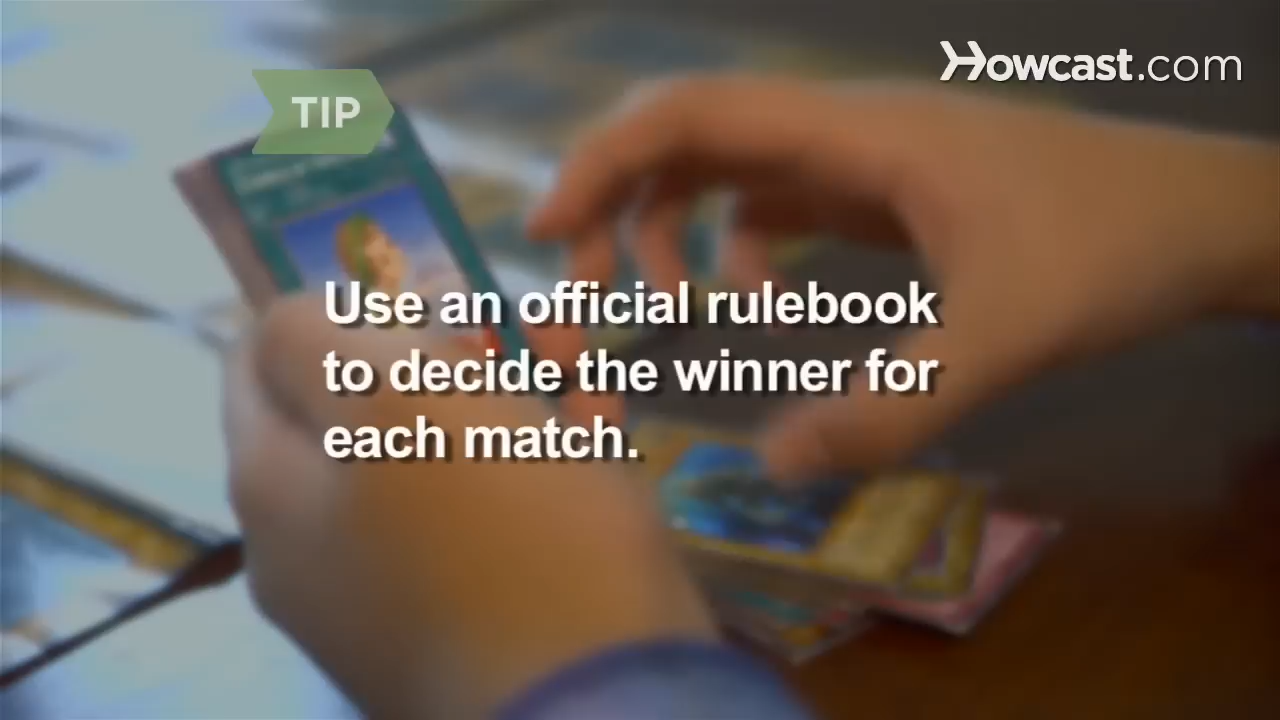 Howcast.com
TIP
Use an official rulebook
to decide the winner for
each match.